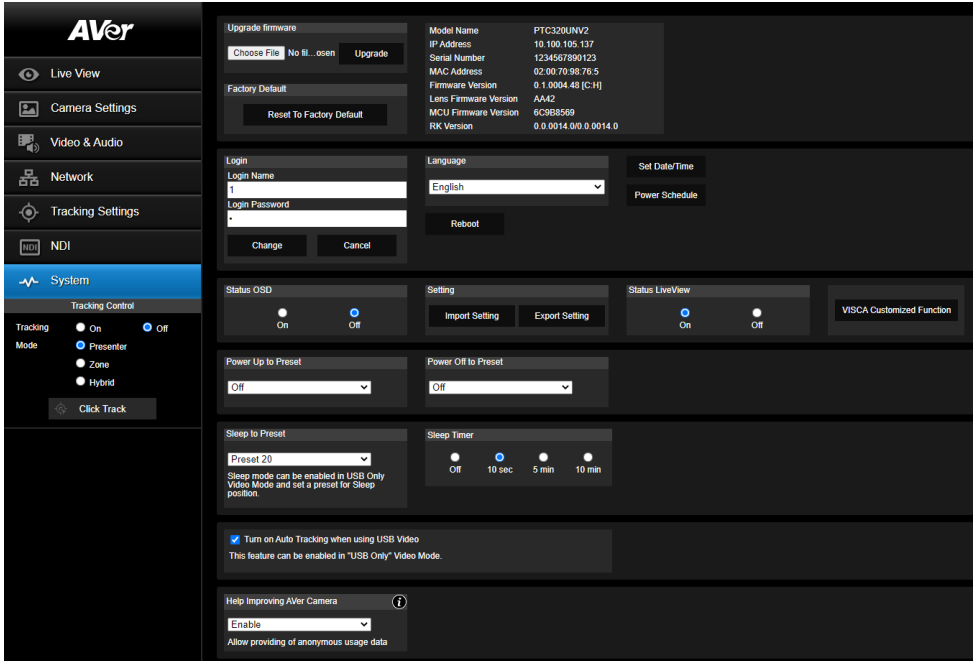 AVer
Live View
Camera Settings
Video & Audio
Network
Tracking Settings
NDI NDI
System
Tracking Control
Tracking On Off
Mode Presenter
Zone
Hybrid
Click Track
Upgrade firmware
Choose File No fil...osen Upgrade
Factory Default
Reset To Factory Default
Model Name PTC320UNV2
IP Address 10.100.105.137
Serial Number 1234567890123
MAC Address 02:00:70:98:76:5
Firmware Version 0.1.0004.48 [C:H]
Lens Firmware Version AA42
MCU Firmware Version 6C9B8569
RK Version 0.0.0014.0/0.0.0014.0
Login
Login Name
1
Login Password
•
Change Cancel
Language
English
Reboot
Set Date/Time
Power Schedule
Status OSD
On Off
Setting
Import Setting Export Setting
Status LiveView
On Off
VISCA Customized Function
Power Up to Preset
Off
Power Off to Preset
Off
Sleep to Preset
Preset 20
Sleep mode can be enabled in USB Only
Video Mode and set a preset for Sleep
position.
Sleep Timer
Off 10 sec 5 min 10 min
Turn on Auto Tracking when using USB Video
This feature can be enabled in "USB Only" Video Mode.
Help Improving AVer Camera i
Enable
Allow providing of anonymous usage data